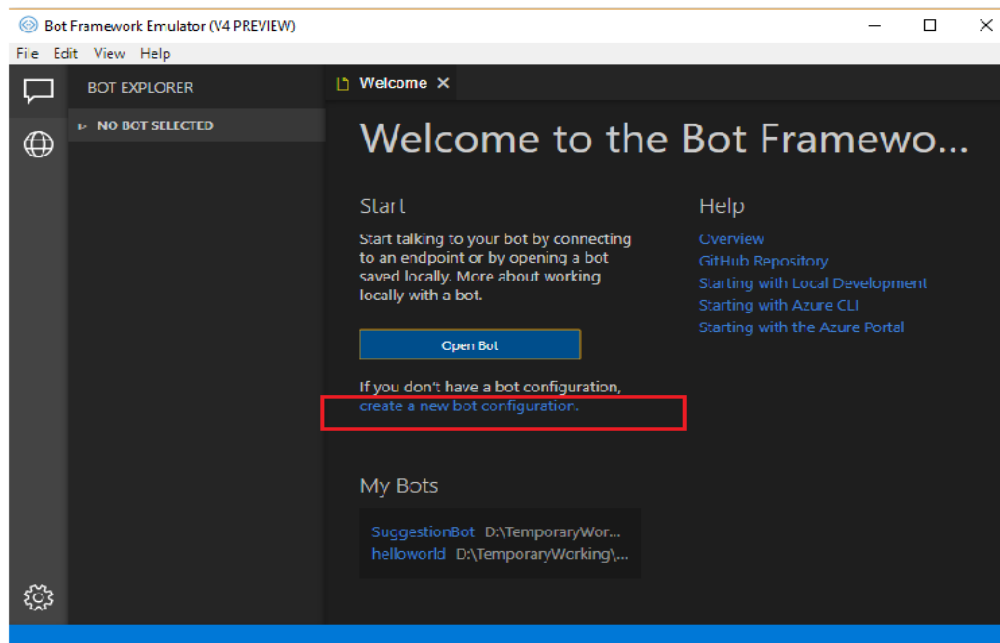 Bot Framework Emulator (V4 PREVIEW)
File Edit View Help
BOT EXPLORER
NO BOT SELECTED
Welcome
Welcome to the Bot Framewo...
Start
Start talking to your bot by connecting
to an endpoint or by opening a bot
saved locally. More about working
locally with a bot.
Open Bot
If you don't have a bot configuration,
create a new bot configuration.
Help
Overview
GitHub Repository
Starting with Local Development
Starting with Azure CLI
Starting with the Azure Portal
My Bots
SuggestionBot D:\TemporaryWor...
helloworld D:\TemporaryWorking\...